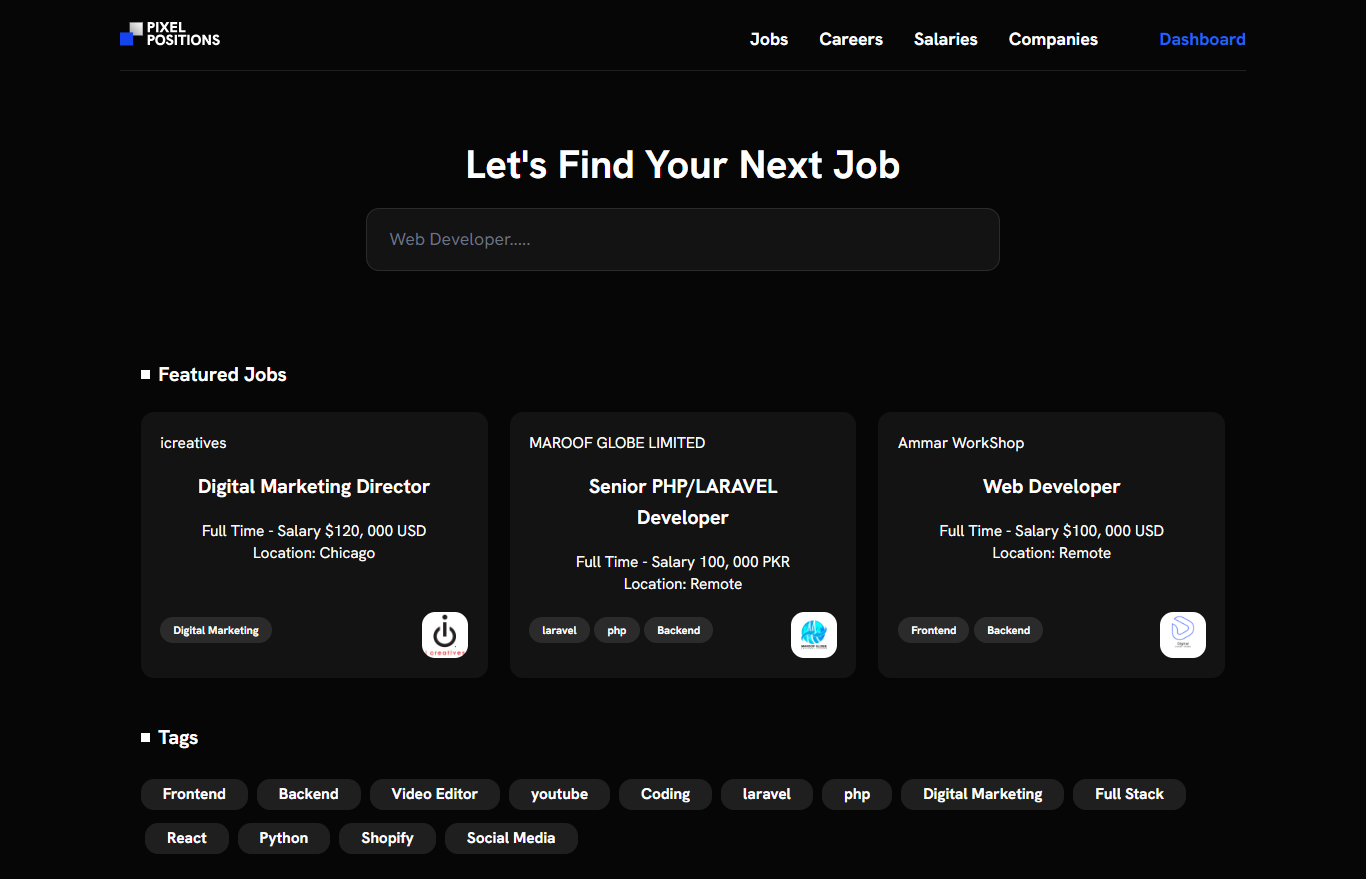 PIXEL
POSITIONS
Jobs Careers Salaries Companies Dashboard
Let's Find Your Next Job
Web Developer.....
Featured Jobs
icreatives
Digital Marketing Director
Full Time - Salary $120, 000 USD
Location: Chicago
Digital Marketing
creatives
MAROOF GLOBE LIMITED
Senior PHP/LARAVEL
Developer
Full Time - Salary 100, 000 PKR
Location: Remote
laravel php Backend
MAROOF GLOBE
Ammar WorkShop
Web Developer
Full Time - Salary $100, 000 USD
Location: Remote
Frontend Backend
Digital
Tags
Frontend Backend Video Editor youtube Coding laravel php Digital Marketing Full Stack
React Python Shopify Social Media